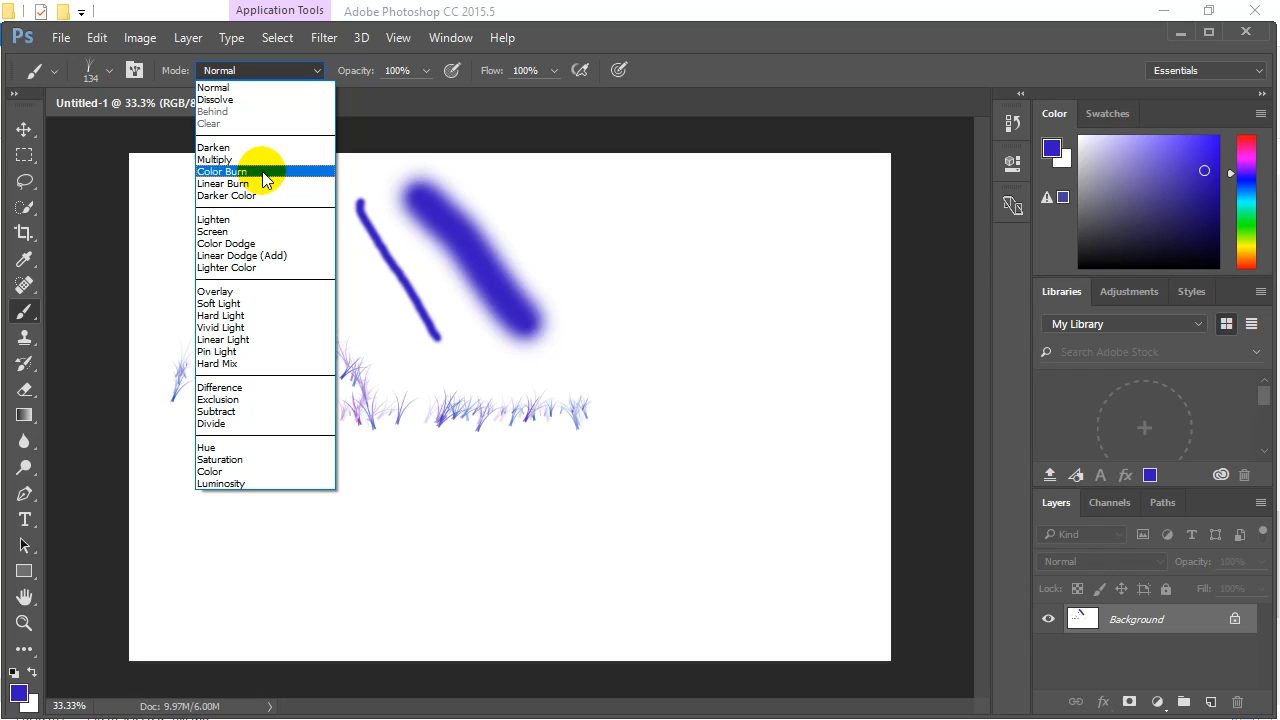 Application Tools Adobe Photoshop CC 2015.5
Ps File Edit Image Layer Type Select Filter 3D View Window Help
134 Mode: Normal Opacity: 100% Flow: 100% Essentials
Untitled-1 @ 33.3% (RGB/8
Normal
Dissolve
Behind
Clear
Darken
Multiply
Color Burn
Linear Burn
Darker Color
Lighten
Screen
Color Dodge
Linear Dodge (Add)
Lighter Color
Overlay
Soft Light
Hard Light
Vivid Light
Linear Light
Pin Light
Hard Mix
Difference
Exclusion
Subtract
Divide
Hue
Saturation
Color
Luminosity
Color Swatches
Libraries Adjustments Styles
My Library
Search Adobe Stock
Layers Channels Paths
Kind
Normal Opacity: 100%
Lock: Fill: 100%
Background
33.33% Doc: 9.97M/6.00M